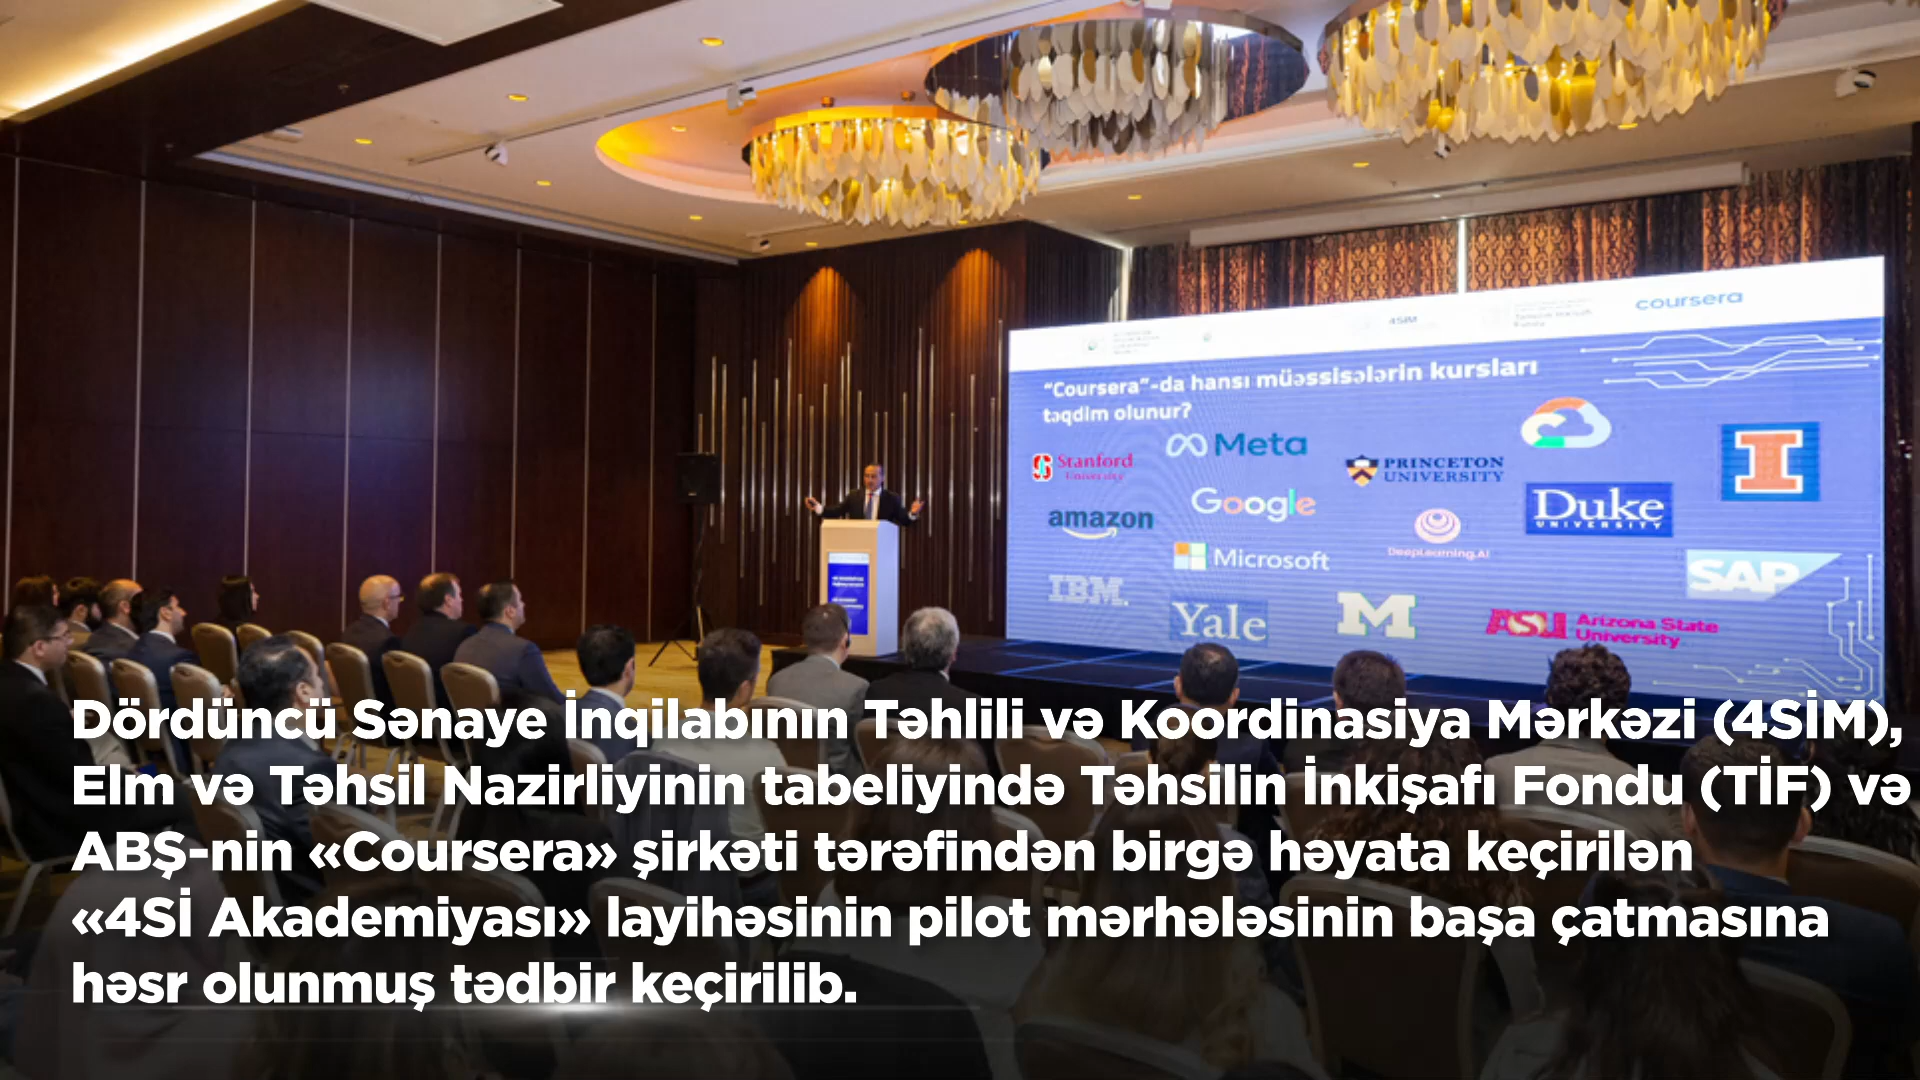 coursera
4SIM
"Coursera"-da hansı müəssisələrin kursları
təqdim olunur?
Stanford
University
Meta
PRINCETON
UNIVERSITY
I
amazon
Google
DeepLearning.AI
Duke
UNIVERSITY
Microsoft
SAP
IBM.
Yale
M
ASU Arizona State
University
Dördüncü Sənaye İnqilabının Təhlili və Koordinasiya Mərkəzi (4SİM),
Elm və Təhsil Nazirliyinin tabeliyində Təhsilin İnkişafı Fondu (TİF) və
ABŞ-nin «Coursera» şirkəti tərəfindən birgə həyata keçirilən
«4Sİ Akademiyası» layihəsinin pilot mərhələsinin başa çatmasına
həsr olunmuş tədbir keçirilib.